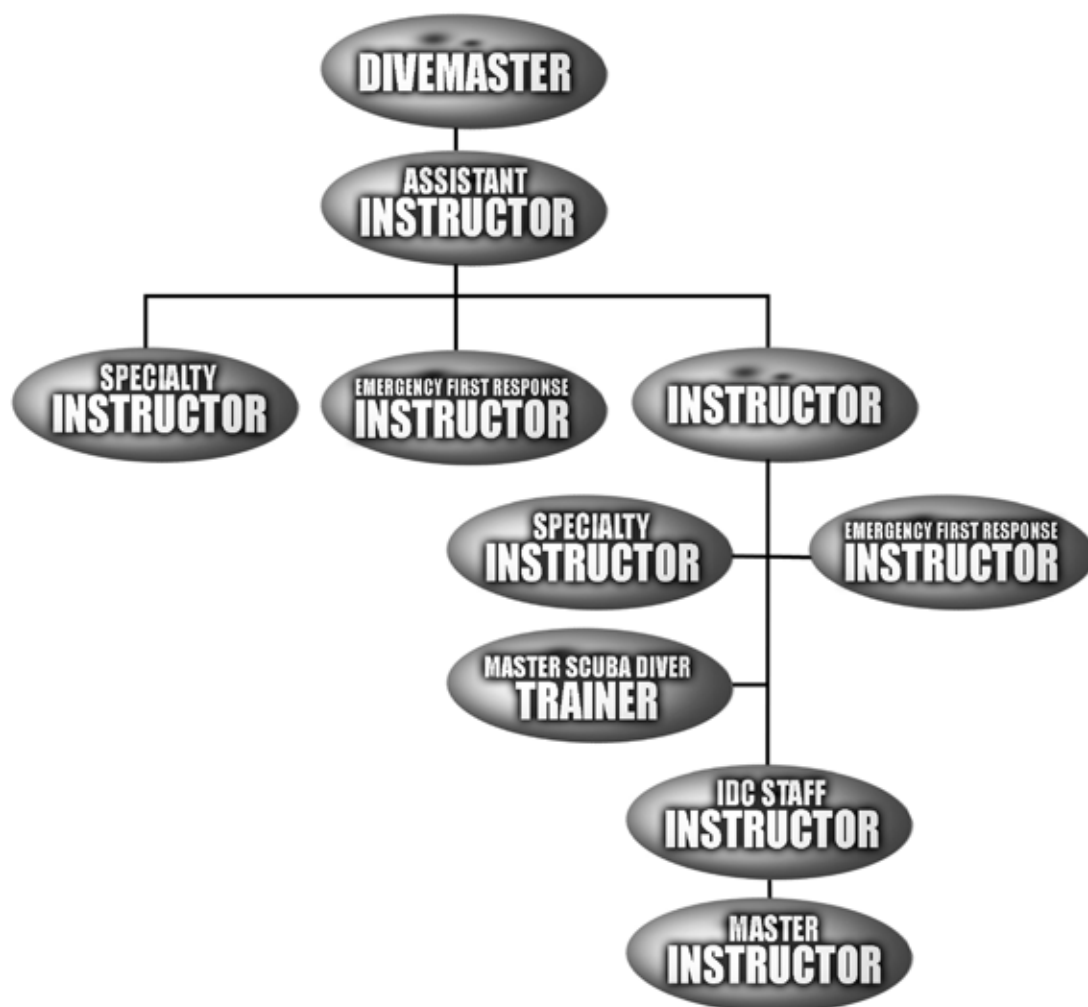 DIVEMASTER
ASSISTANT
INSTRUCTOR
SPECIALTY
INSTRUCTOR
EMERGENCY FIRST RESPONSE
INSTRUCTOR
INSTRUCTOR
SPECIALTY
INSTRUCTOR
EMERGENCY FIRST RESPONSE
INSTRUCTOR
MASTER SCUBA DIVER
TRAINER
IDC STAFF
INSTRUCTOR
MASTER
INSTRUCTOR